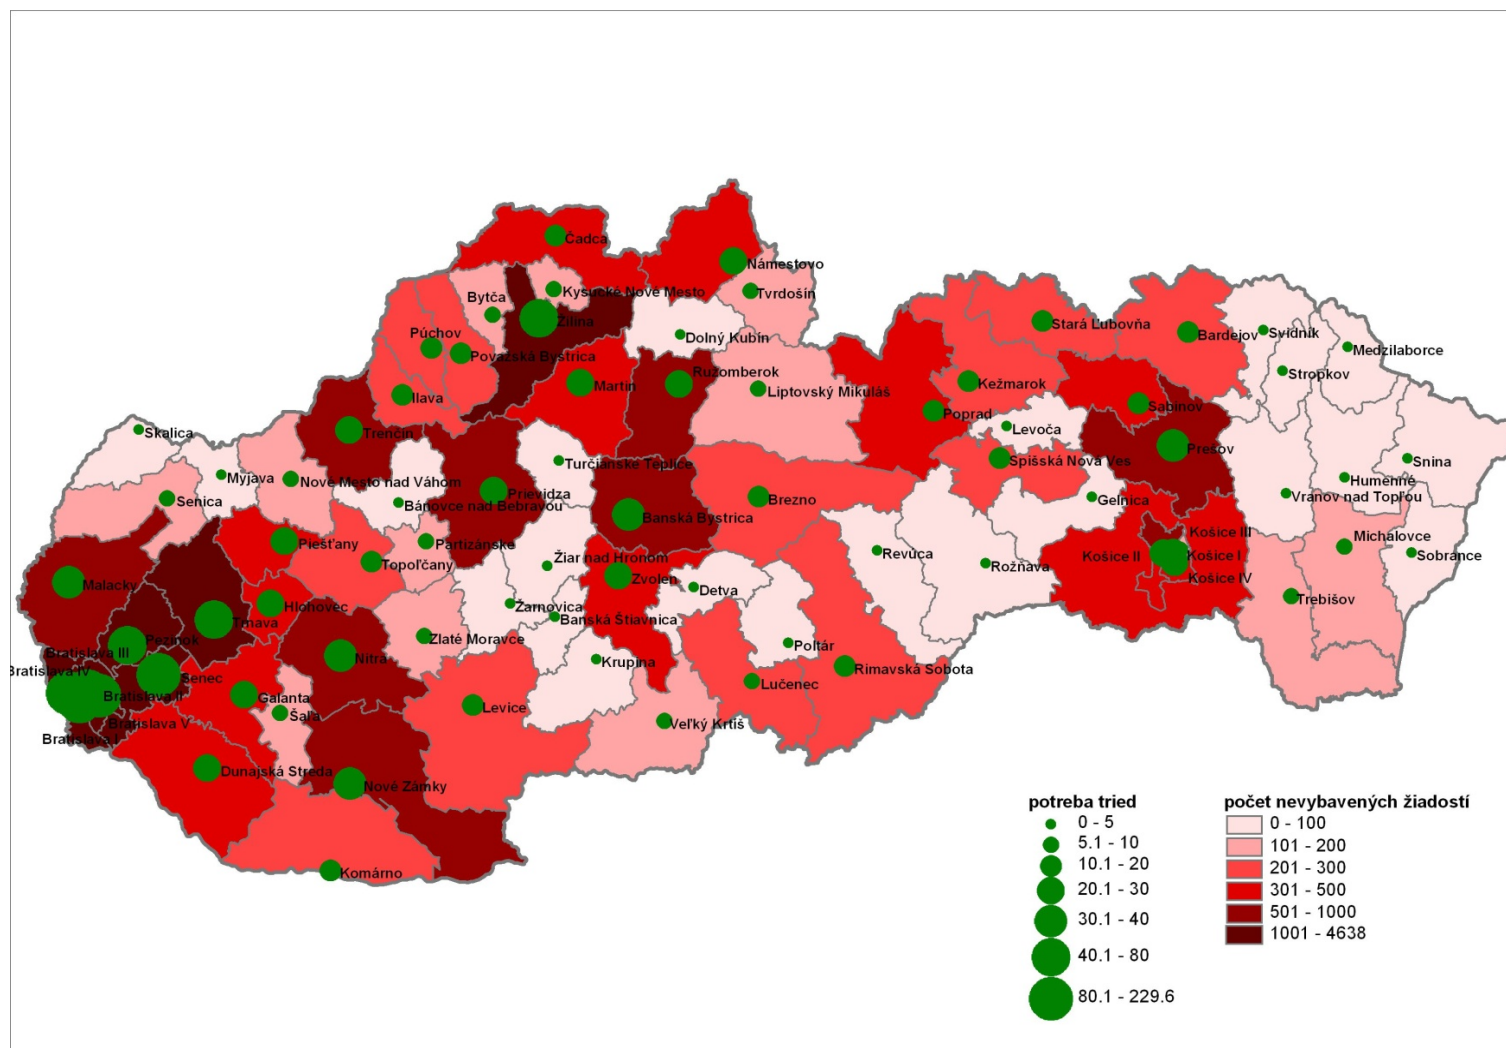 Čadca
Námestovo
Kysucké Nové Mesto
Tvrdošín
Bytča
Žilina
Stará Ľubovňa
Svidník
Púchov
Dolný Kubín
Bardejov
Medzilaborce
Považská Bystrica
Ružomberok
Stropkov
Martin
Liptovský Mikuláš
Kežmarok
Ilava
Poprad
Sabinov
Skalica
Trenčín
Levoča
Prešov
Turčianske Teplice
Spišská Nová Ves
Snina
Myjava
Nové Mesto nad Váhom
Humenné
Prievidza
Senica
Bánovce nad Bebravou
Brezno
Gelnica
Vranov nad Topľou
Banská Bystrica
Piešťany
Partizánske
Košice III
Michalovce
Topoľčany
Žiar nad Hronom
Revúca
Košice II
Košice I
Sobrance
Rožňava
Košice IV
Malacky
Zvolen
Detva
Trebišov
Hlohovec
Žarnovica
Banská Štiavnica
Trnava
Pezinok
Zlaté Moravce
Poltár
Bratislava III
Nitra
Krupina
Rimavská Sobota
Bratislava IV
Senec
Lučenec
Bratislava II
Galanta
Levice
Šaľa
Bratislava V
Veľký Krtíš
Bratislava I
Dunajská Streda
Nové Zámky
Komárno
potreba tried
0 - 5
5.1 - 10
10.1 - 20
20.1 - 30
30.1 - 40
40.1 - 80
80.1 - 229.6
počet nevybavených žiadostí
0 - 100
101 - 200
201 - 300
301 - 500
501 - 1000
1001 - 4638